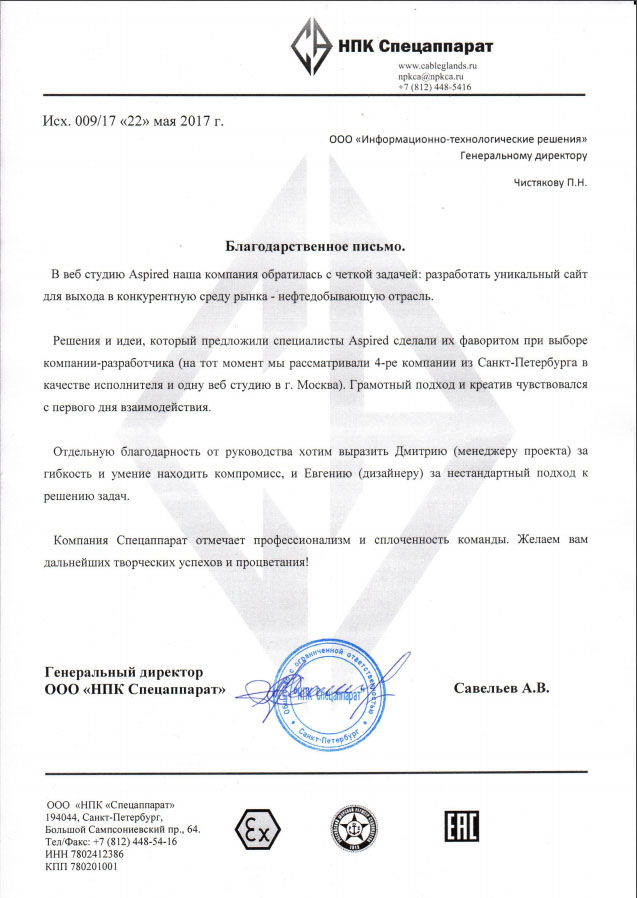 НПК Спецаппарат
www.cableglands.ru
npkca@npkca.ru
+7 (812) 448-5416
Исх. 009/17 «22» мая 2017 г.
ООО «Информационно-технологические решения»
Генеральному директору
Чистякову П.Н.
Благодарственное письмо.
В веб студию Aspired наша компания обратилась с четкой задачей: разработать уникальный сайт
для выхода в конкурентную среду рынка - нефтедобывающую отрасль.
Решения и идеи, который предложили специалисты Aspired сделали их фаворитом при выборе
компании-разработчика (на тот момент мы рассматривали 4-ре компании из Санкт-Петербурга в
качестве исполнителя и одну веб студию в г. Москва). Грамотный подход и креатив чувствовался
с первого дня взаимодействия.
Отдельную благодарность от руководства хотим выразить Дмитрию (менеджеру проекта) за
гибкость и умение находить компромисс, и Евгению (дизайнеру) за нестандартный подход к
решению задач.
Компания Спецаппарат отмечает профессионализм и сплоченность команды. Желаем вам
дальнейших творческих успехов и процветания!
Генеральный директор
ООО «НПК Спецаппарат»
с ограниченной ответственностью
НПК Спецаппарат
Санкт-Петербург
Савельев А.В.
ООО «НПК «Спецаппарат»
194044, Санкт-Петербург,
Большой Сампсониевский пр., 64.
Тел/Факс: +7 (812) 448-54-16
ИНН 7802412386
КПП 780201001
Ex
EAC